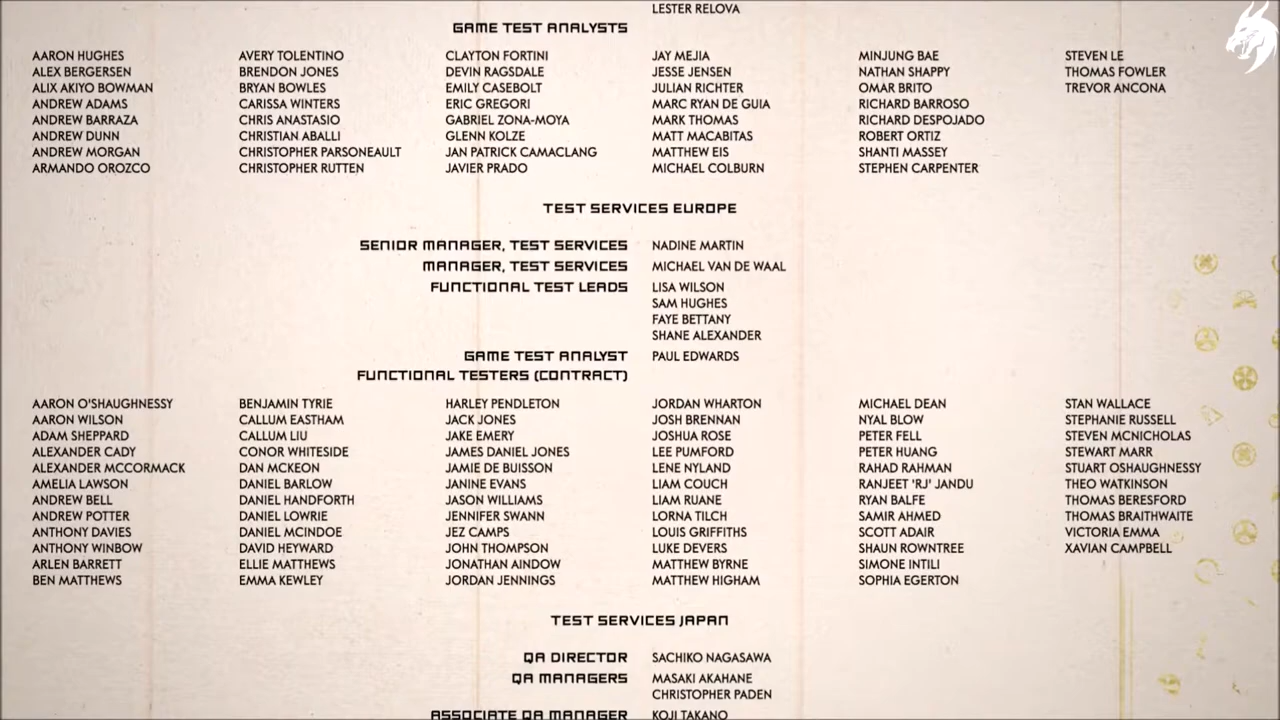 LESTER RELOVA
GAME TEST ANALYSTS
AARON HUGHES AVERY TOLENTINO CLAYTON FORTINI JAY MEJIA MINJUNG BAE STEVEN LE
ALEX BERGERSEN BRENDON JONES DEVIN RAGSDALE JESSE JENSEN NATHAN SHAPPY THOMAS FOWLER
ALIX AKIYO BOWMAN BRYAN BOWLES EMILY CASEBOLT JULIAN RICHTER OMAR BRITO TREVOR ANCONA
ANDREW ADAMS CARISSA WINTERS ERIC GREGORI MARC RYAN DE GUIA RICHARD BARROSO
ANDREW BARRAZA CHRIS ANASTASIO GABRIEL ZONA-MOYA MARK THOMAS RICHARD DESPOJADO
ANDREW DUNN CHRISTIAN ABALLI GLENN KOLZE MATT MACABITAS ROBERT ORTIZ
ANDREW MORGAN CHRISTOPHER PARSONEAULT JAN PATRICK CAMACLANG MATTHEW EIS SHANTI MASSEY
ARMANDO OROZCO CHRISTOPHER RUTTEN JAVIER PRADO MICHAEL COLBURN STEPHEN CARPENTER
TEST SERVICES EUROPE
SENIOR MANAGER, TEST SERVICES NADINE MARTIN
MANAGER, TEST SERVICES MICHAEL VAN DE WAAL
FUNCTIONAL TEST LEADS LISA WILSON
SAM HUGHES
FAYE BETTANY
SHANE ALEXANDER
GAME TEST ANALYST PAUL EDWARDS
FUNCTIONAL TESTERS (CONTRACT)
AARON O'SHAUGHNESSY BENJAMIN TYRIE HARLEY PENDLETON JORDAN WHARTON MICHAEL DEAN STAN WALLACE
AARON WILSON CALLUM EASTHAM JACK JONES JOSH BRENNAN NYAL BLOW STEPHANIE RUSSELL
ADAM SHEPPARD CALLUM LIU JAKE EMERY JOSHUA ROSE PETER FELL STEVEN MCNICHOLAS
ALEXANDER CADY CONOR WHITESIDE JAMES DANIEL JONES LEE PUMFORD PETER HUANG STEWART MARR
ALEXANDER MCCORMACK DAN MCKEON JAMIE DE BUISSON LENE NYLAND RAHAD RAHMAN STUART OSHAUGHNESSY
AMELIA LAWSON DANIEL BARLOW JANINE EVANS LIAM COUCH RANJEET 'RJ' JANDU THEO WATKINSON
ANDREW BELL DANIEL HANDFORTH JASON WILLIAMS LIAM RUANE RYAN BALFE THOMAS BERESFORD
ANDREW POTTER DANIEL LOWRIE JENNIFER SWANN LORNA TILCH SAMIR AHMED THOMAS BRAITHWAITE
ANTHONY DAVIES DANIEL MCINDOE JEZ CAMPS LOUIS GRIFFITHS SCOTT ADAIR VICTORIA EMMA
ANTHONY WINBOW DAVID HEYWARD JOHN THOMPSON LUKE DEVERS SHAUN ROWNTREE XAVIAN CAMPBELL
ARLEN BARRETT ELLIE MATTHEWS JONATHAN AINDOW MATTHEW BYRNE SIMONE INTILI
BEN MATTHEWS EMMA KEWLEY JORDAN JENNINGS MATTHEW HIGHAM SOPHIA EGERTON
TEST SERVICES JAPAN
QA DIRECTOR SACHIKO NAGASAWA
QA MANAGERS MASAKI AKAHANE
CHRISTOPHER PADEN
ASSOCIATE QA MANAGER KOJI TAKANO